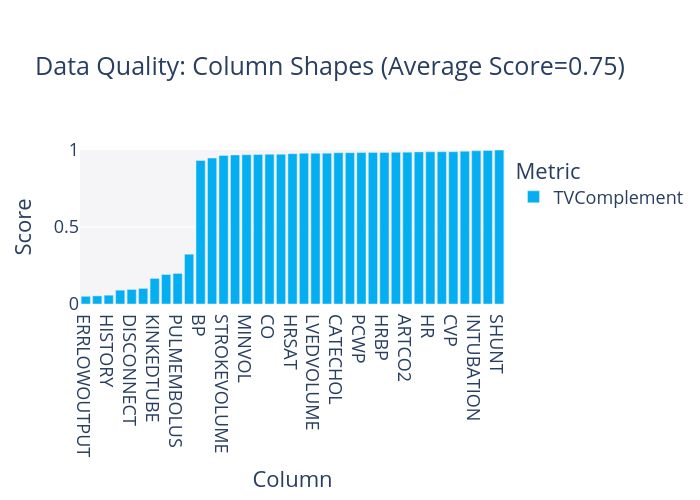 Data Quality: Column Shapes (Average Score=0.75)
Metric
TVComplement
Score
1
0.5
0
ERRLOWOUTPUT
HISTORY
DISCONNECT
KINKEDTUBE
PULMEMBOLUS
BP
STROKEVOLUME
MINVOL
CO
HRSAT
LVEDVOLUME
CATECHOL
PCWP
HRBP
ARTCO2
HR
CVP
INTUBATION
SHUNT
Column